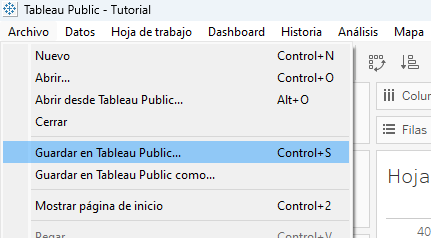 Tableau Public - Tutorial
Archivo Datos Hoja de trabajo Dashboard Historia Análisis Mapa
Nuevo Control+N
Abrir... Control+O
Abrir desde Tableau Public... Alt+O
Cerrar
Guardar en Tableau Public... Control+S
Guardar en Tableau Public como...
Mostrar página de inicio Control+2
Pegar Control+V
Colum
Filas
Hoja
40